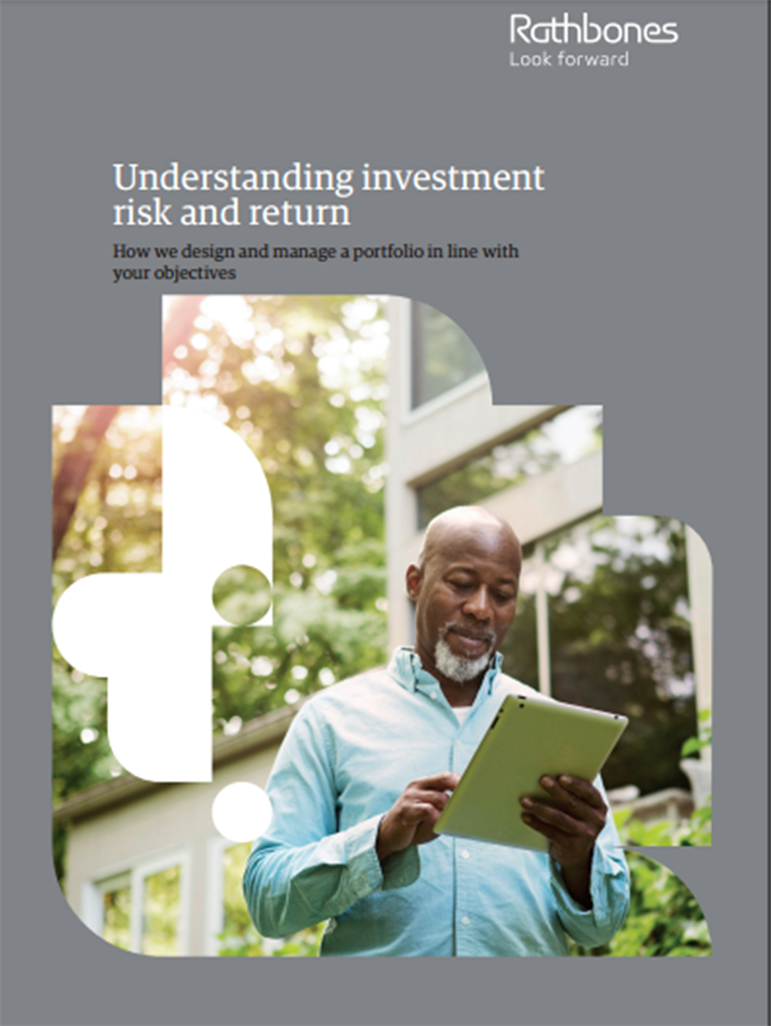 Rathbones
Look forward
Understanding investment
risk and return
How we design and manage a portfolio in line with
your objectives